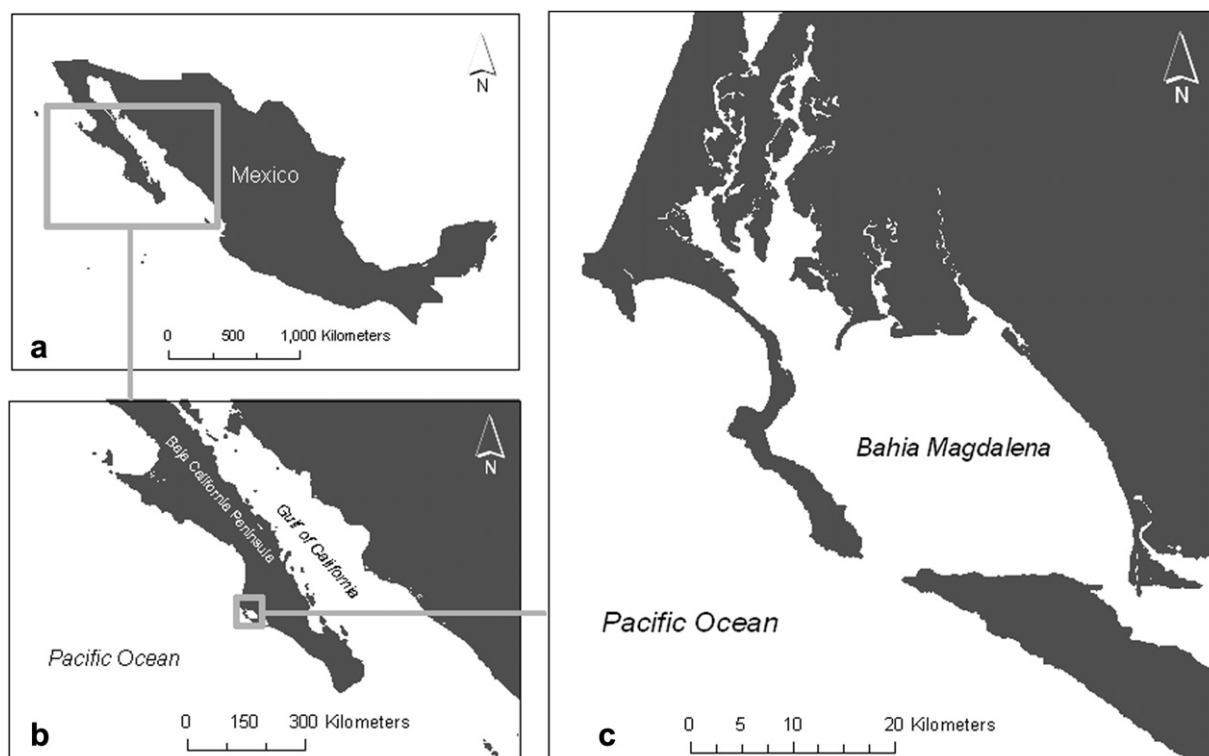 N
Mexico
0 500 1,000 Kilometers
a
N
Baja California Peninsula
Gulf of California
Pacific Ocean
0 150 300 Kilometers
b
N
Bahia Magdalena
Pacific Ocean
0 5 10 20 Kilometers
c